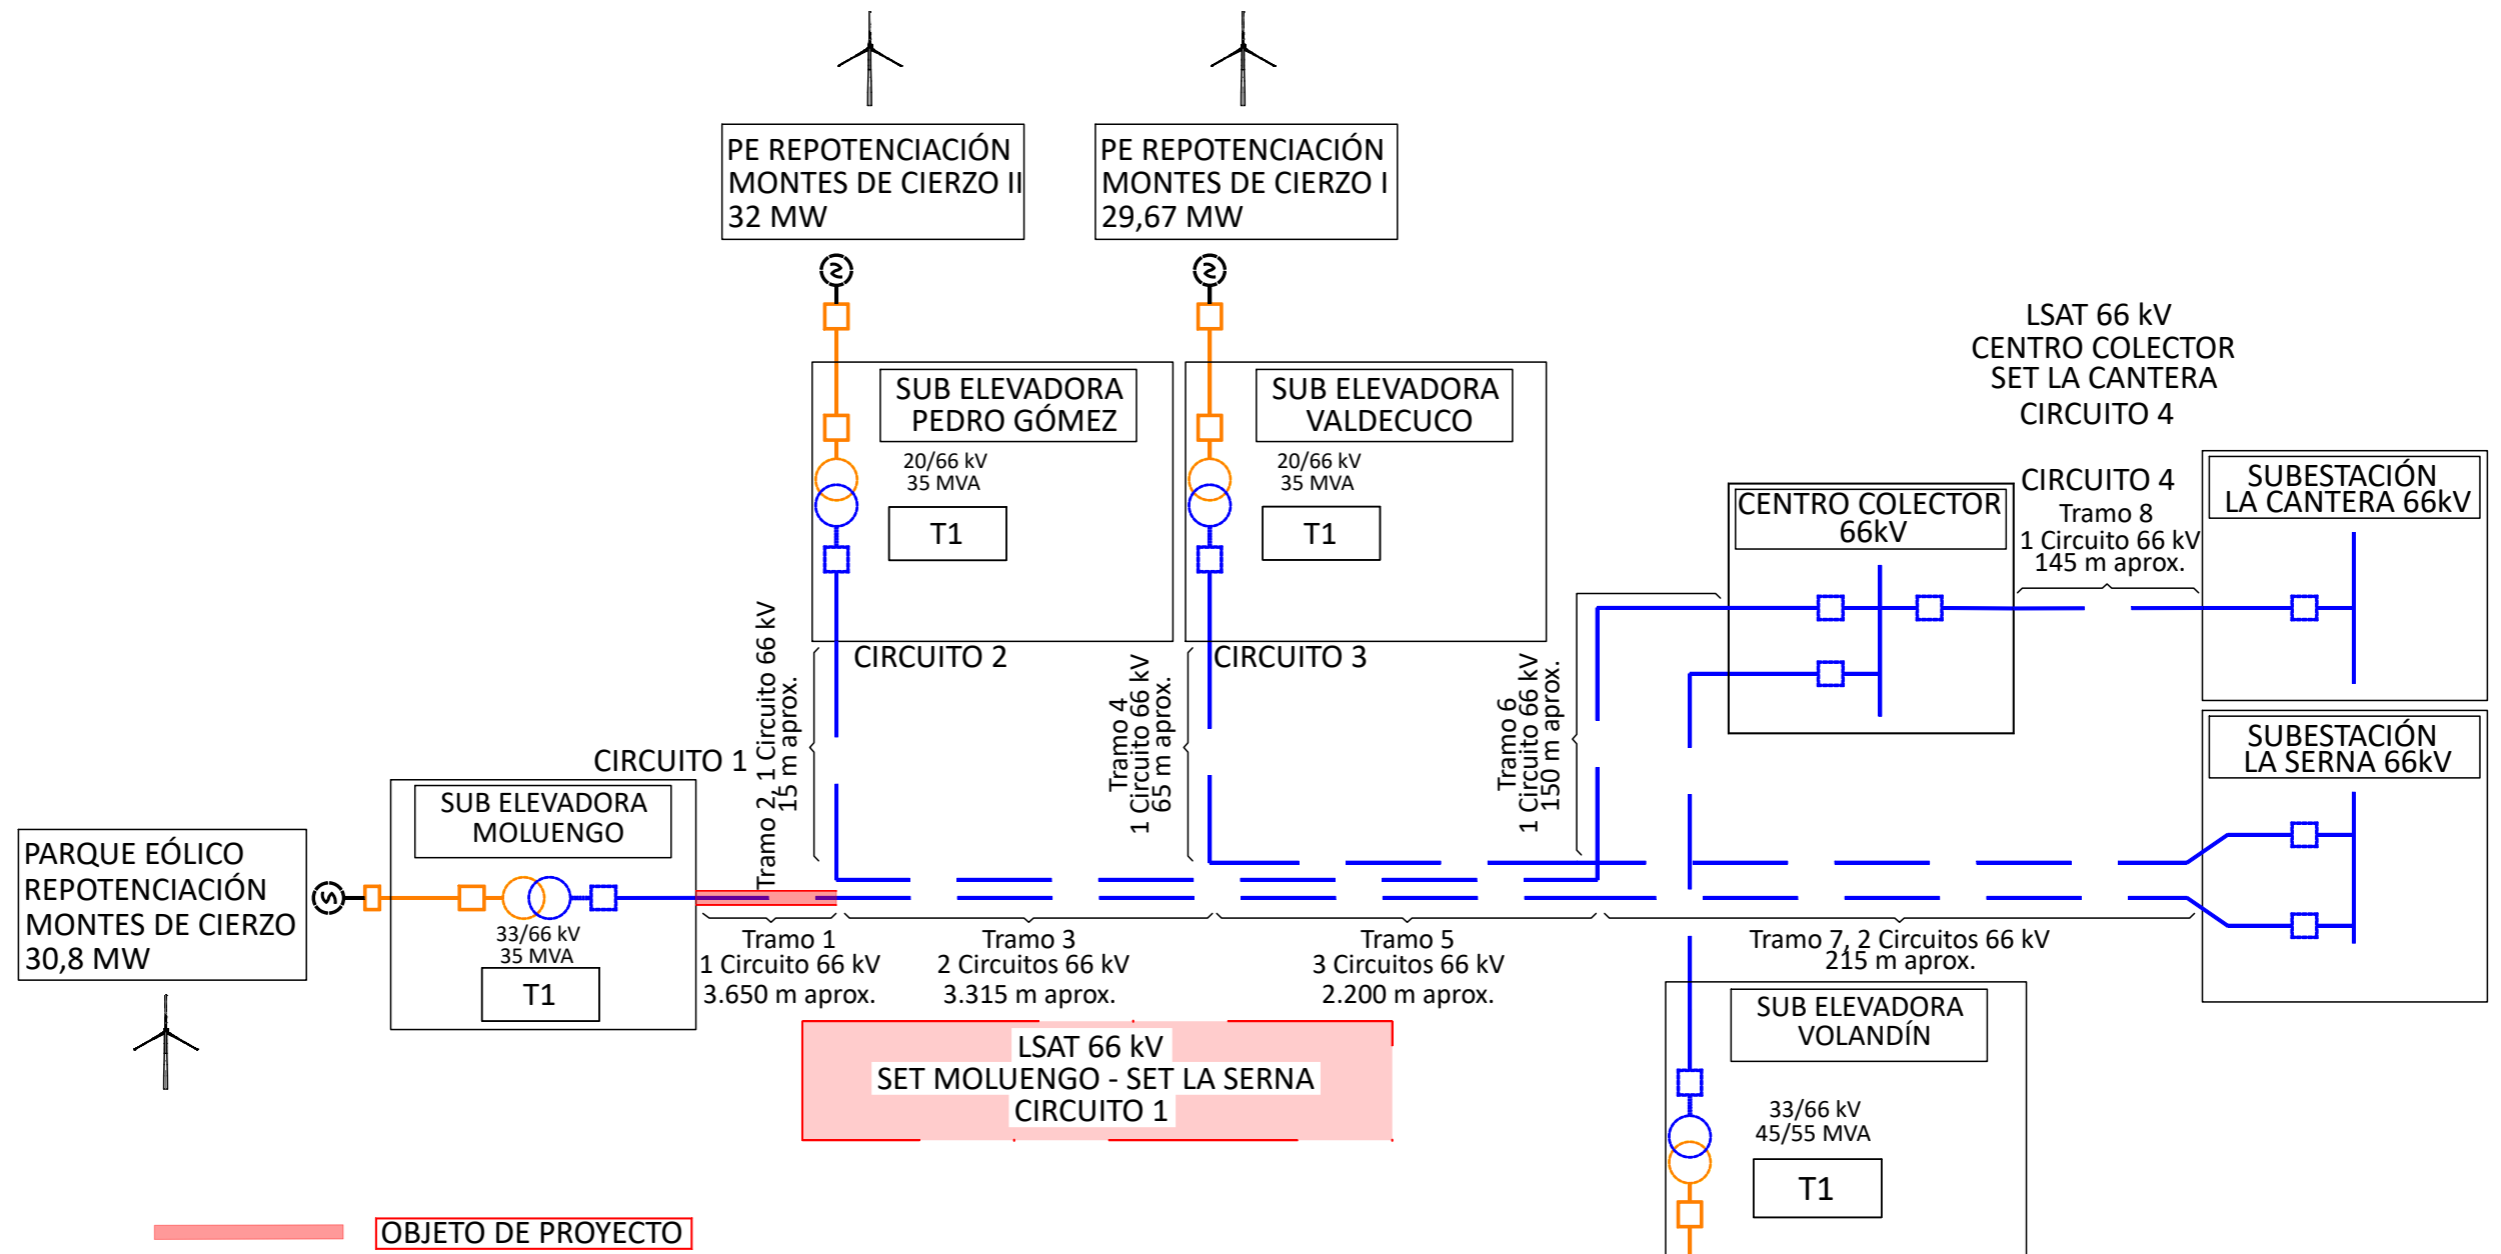 PE REPOTENCIACIÓN
MONTES DE CIERZO II
32 MW
PE REPOTENCIACIÓN
MONTES DE CIERZO I
29,67 MW
LSAT 66 kV
CENTRO COLECTOR
SET LA CANTERA
CIRCUITO 4
SUB ELEVADORA
PEDRO GÓMEZ
20/66 kV
35 MVA
T1
SUB ELEVADORA
VALDECUCO
20/66 kV
35 MVA
T1
CENTRO COLECTOR
66kV
CIRCUITO 4
Tramo 8
1 Circuito 66 kV
145 m aprox.
SUBESTACIÓN
LA CANTERA 66kV
CIRCUITO 2
CIRCUITO 3
Tramo 2, 1 Circuito 66 kV
15 m aprox.
Tramo 4
1 Circuito 66 kV
65 m aprox.
Tramo 6
1 Circuito 66 kV
150 m aprox.
SUBESTACIÓN
LA SERNA 66kV
CIRCUITO 1
SUB ELEVADORA
MOLUENGO
33/66 kV
35 MVA
T1
PARQUE EÓLICO
REPOTENCIACIÓN
MONTES DE CIERZO
30,8 MW
Tramo 1
1 Circuito 66 kV
3.650 m aprox.
Tramo 3
2 Circuitos 66 kV
3.315 m aprox.
Tramo 5
3 Circuitos 66 kV
2.200 m aprox.
Tramo 7, 2 Circuitos 66 kV
215 m aprox.
LSAT 66 kV
SET MOLUENGO - SET LA SERNA
CIRCUITO 1
SUB ELEVADORA
VOLANDÍN
33/66 kV
45/55 MVA
T1
OBJETO DE PROYECTO